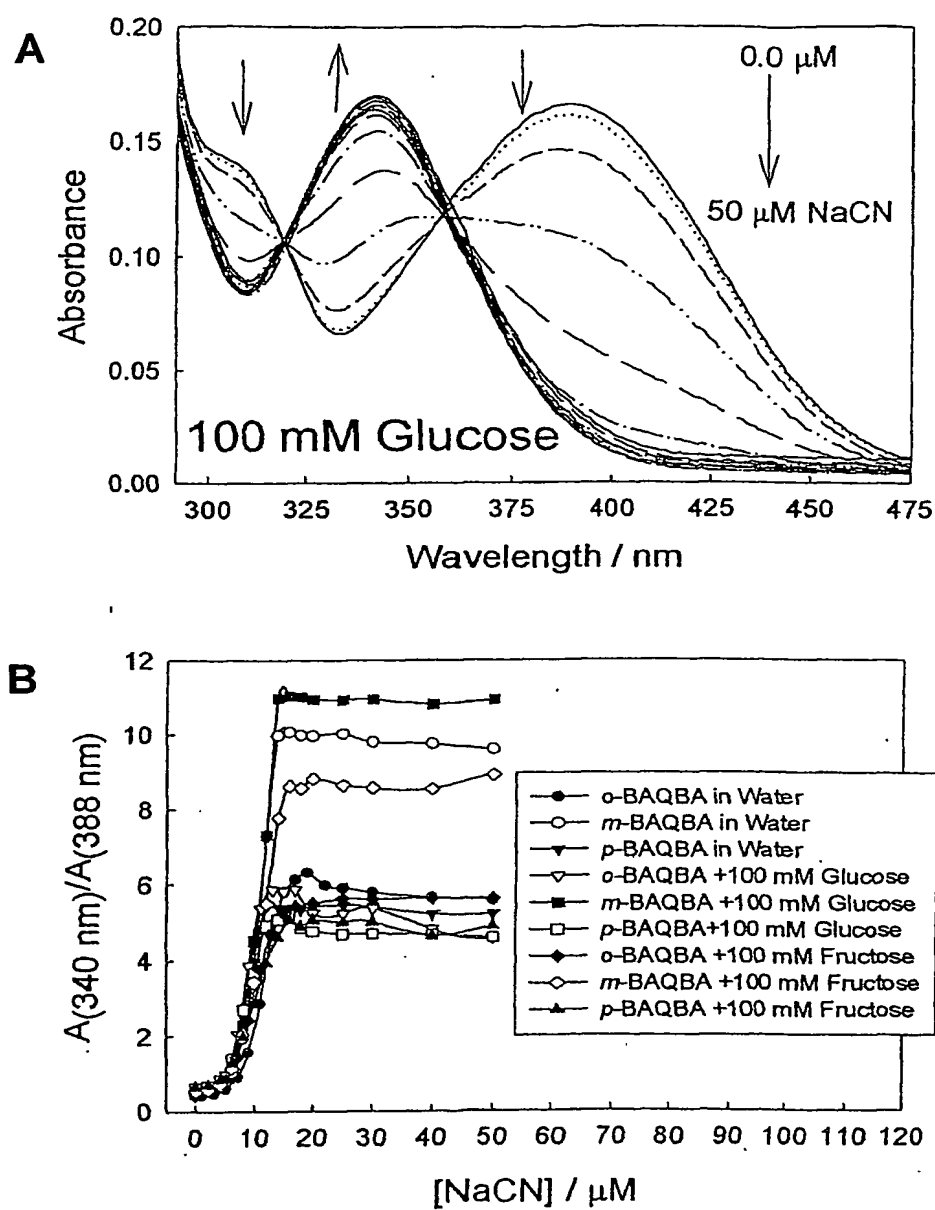 A
0.20
0.15
0.10
0.05
0.00
Absorbance
0.0 μM
50 μM NaCN
100 mM Glucose
300 325 350 375 400 425 450 475
Wavelength / nm
B
12
10
8
6
4
2
0
A(340 nm)/A(388 nm)
o-BAQBA in Water
m-BAQBA in Water
p-BAQBA in Water
o-BAQBA +100 mM Glucose
m-BAQBA +100 mM Glucose
p-BAQBA+100 mM Glucose
o-BAQBA +100 mM Fructose
m-BAQBA +100 mM Fructose
p-BAQBA +100 mM Fructose
0 10 20 30 40 50 60 70 80 90 100 110 120
[NaCN] / μM